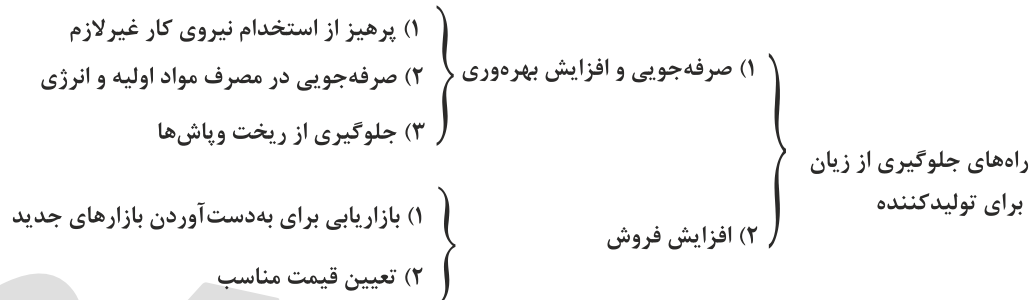 راه‌های جلوگیری از زیان
برای تولیدکننده
۱) صرفه‌جویی و افزایش بهره‌وری
۱) پرهیز از استخدام نیروی کار غیرلازم
۲) صرفه‌جویی در مصرف مواد اولیه و انرژی
۳) جلوگیری از ریخت وپاش‌ها
۲) افزایش فروش
۱) بازاریابی برای به‌دست‌آوردن بازارهای جدید
۲) تعیین قیمت مناسب